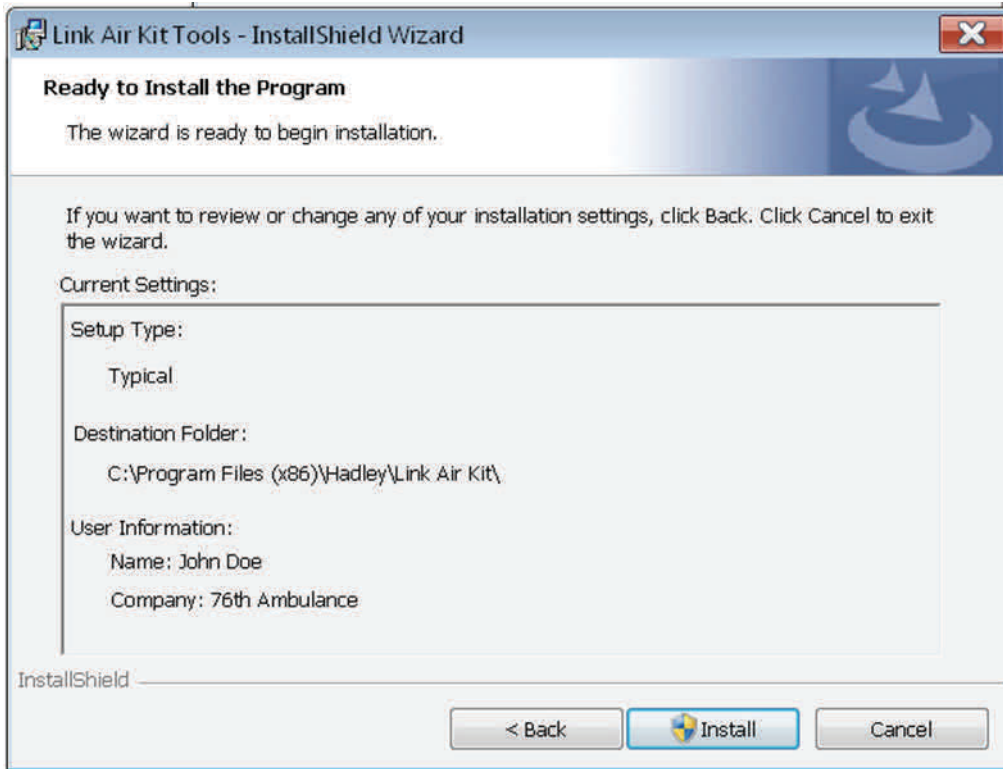 Link Air Kit Tools - InstallShield Wizard
Ready to Install the Program
The wizard is ready to begin installation.
If you want to review or change any of your installation settings, click Back. Click Cancel to exit
the wizard.
Current Settings:
Setup Type:
Typical
Destination Folder:
C:\Program Files (x86)\Hadley\Link Air Kit\
User Information:
Name: John Doe
Company: 76th Ambulance
InstallShield
< Back Install Cancel